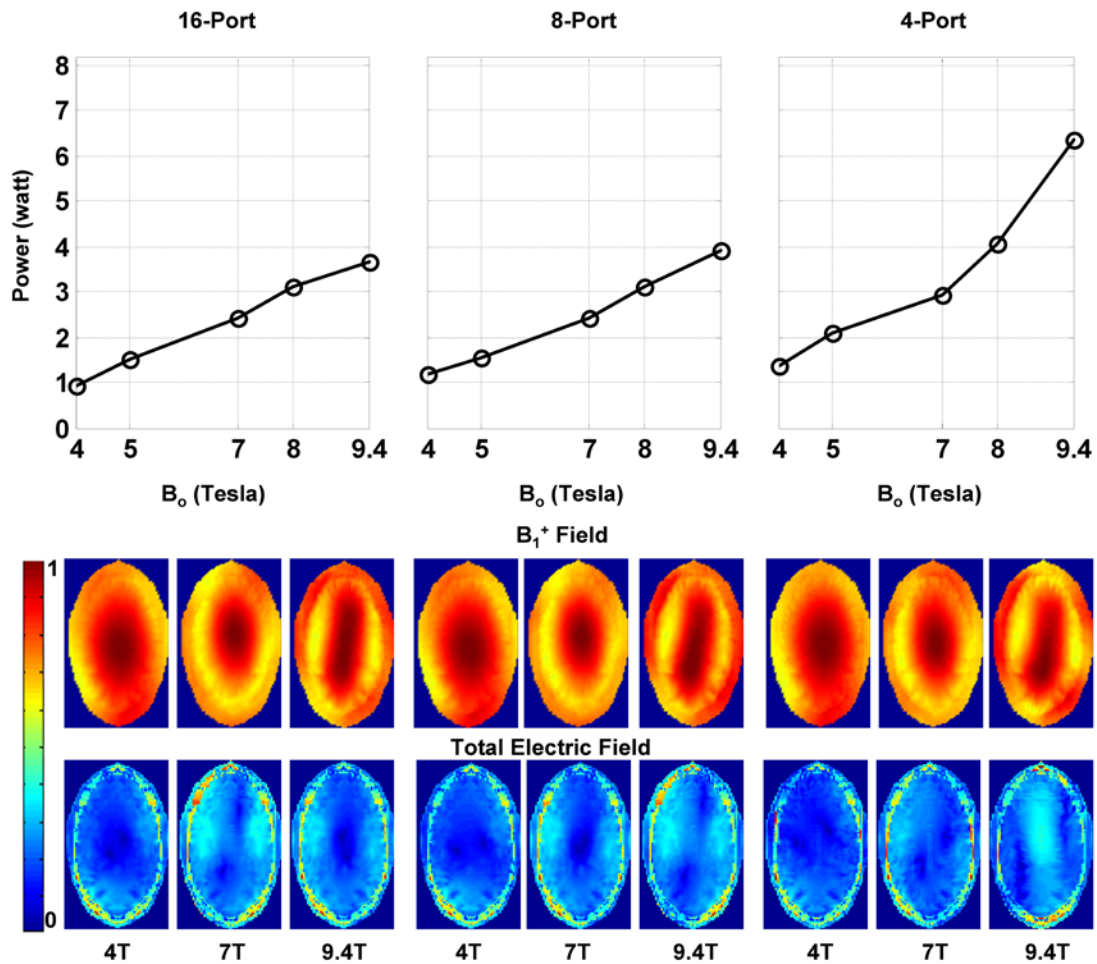 16-Port 8-Port 4-Port
8
7
6
5
4
3
2
1
0
Power (watt)
4 5 7 8 9.4 4 5 7 8 9.4 4 5 7 8 9.4
Bo (Tesla) Bo (Tesla) Bo (Tesla)
B1+ Field
1
Total Electric Field
0
4T 7T 9.4T 4T 7T 9.4T 4T 7T 9.4T